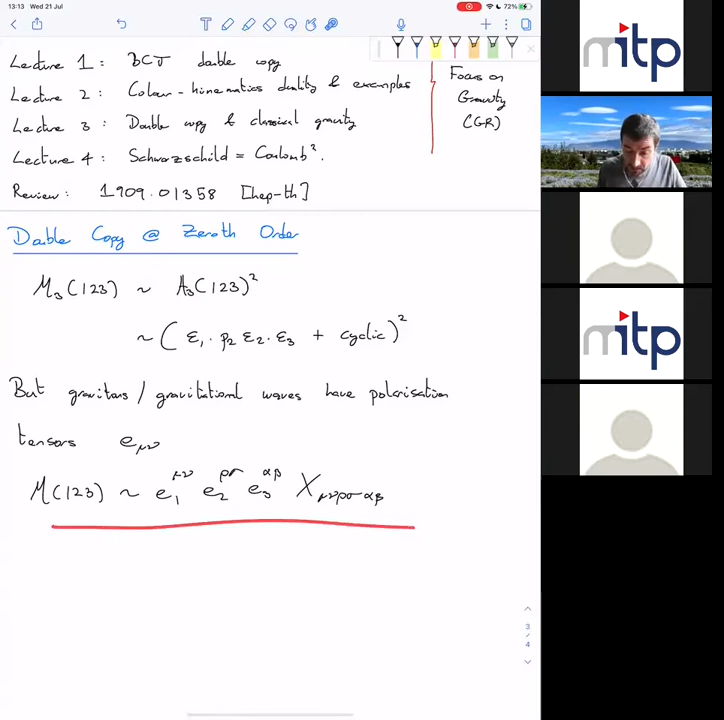 13:13 Wed 21 Jul
72%
Lecture 1 : BCJ double copy
Lecture 2 : Colour-kinematics duality & examples
Lecture 3 : Double copy & classical gravity
Lecture 4 : Schwarzschild = Coulomb².
Focus on
Gravity
(GR)
Review : 1909.01358 [hep-th]
Double Copy @ Zeroth Order
M₃(123) ~ A₃(123)²
~ (ε₁·p₂ ε₂·ε₃ + cyclic)²
But gravitons / gravitational waves have polarisation
tensors e_μν
M(123) ~ e₁^μν e₂^ρσ e₃^αβ X_μνρσαβ
3
/
4
mitp
mitp